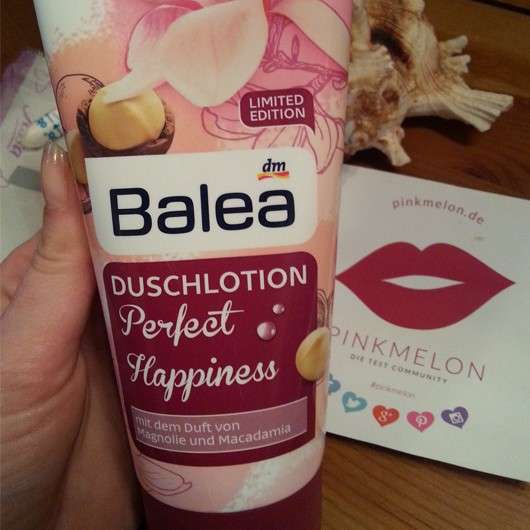 LIMITED
EDITION
dm
Balea
DUSCHLOTION
Perfect
Happiness
mit dem Duft von
Magnolie und Macadamia
pinkmelon.de
PINKMELON
DIE TEST COMMUNITY
#pinkmelon